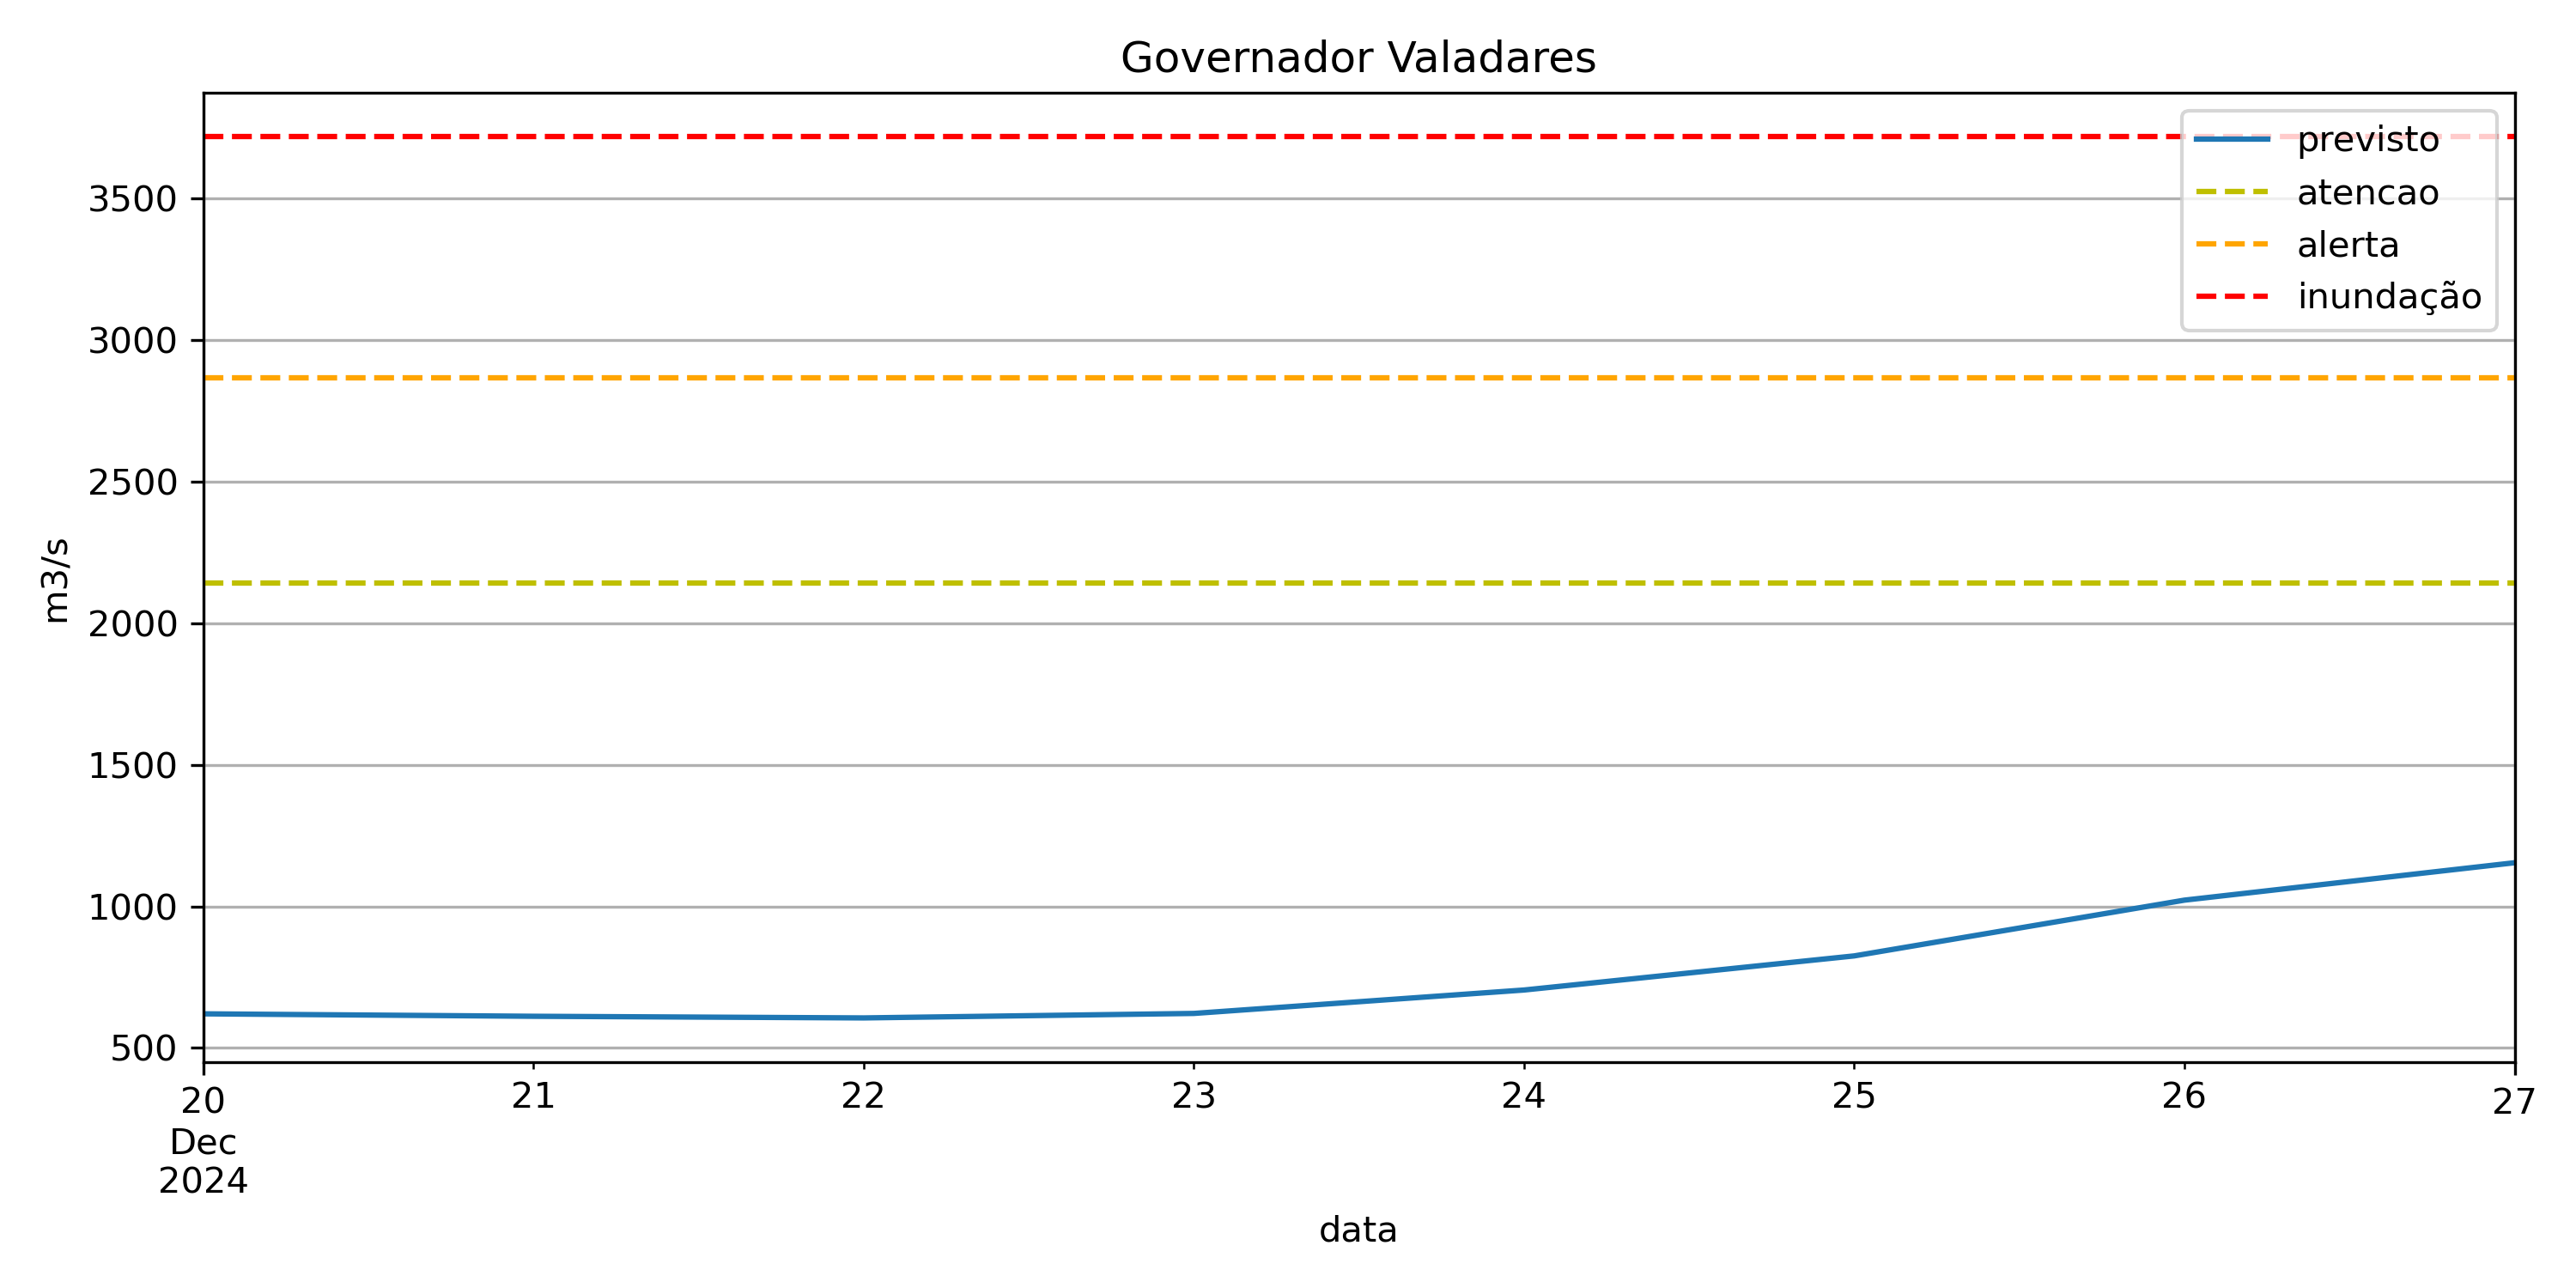 Governador Valadares
previsto
atencao
alerta
inundação
m3/s
3500
3000
2500
2000
1500
1000
500
20 21 22 23 24 25 26 27
Dec
2024
data